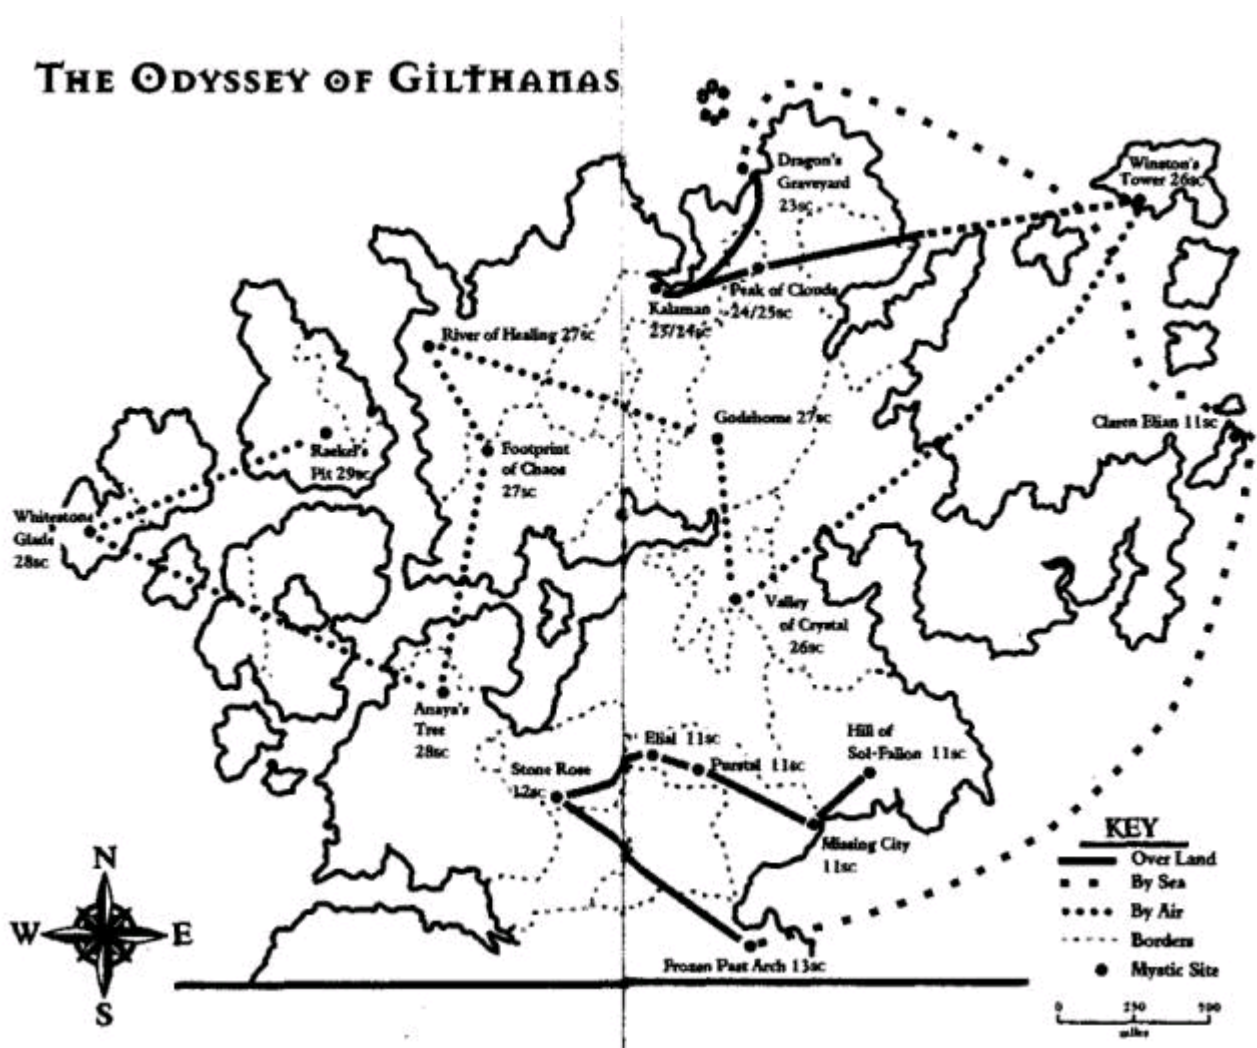 THE ODYSSEY OF GILTHANAS
Dragon's
Graveyard
23SC
Winston's
Tower 26SC
Peak of Clouds
24/25SC
Kalaman
23/24SC
River of Healing 27SC
Godshome 27SC
Claren Elian 11SC
Raekel's
Pit 29SC
Footprint
of Chaos
27SC
Whitestone
Glade
28SC
Valley
of Crystal
26SC
Anaya's
Tree
28SC
Elial 11SC
Hill of
Sol-Fallon 11SC
Stone Rose
12SC
Purstal 11SC
Missing City
11SC
Frozen Past Arch 13SC
N
W
E
S
KEY
Over Land
By Sea
By Air
Borders
Mystic Site
0 250 500
miles